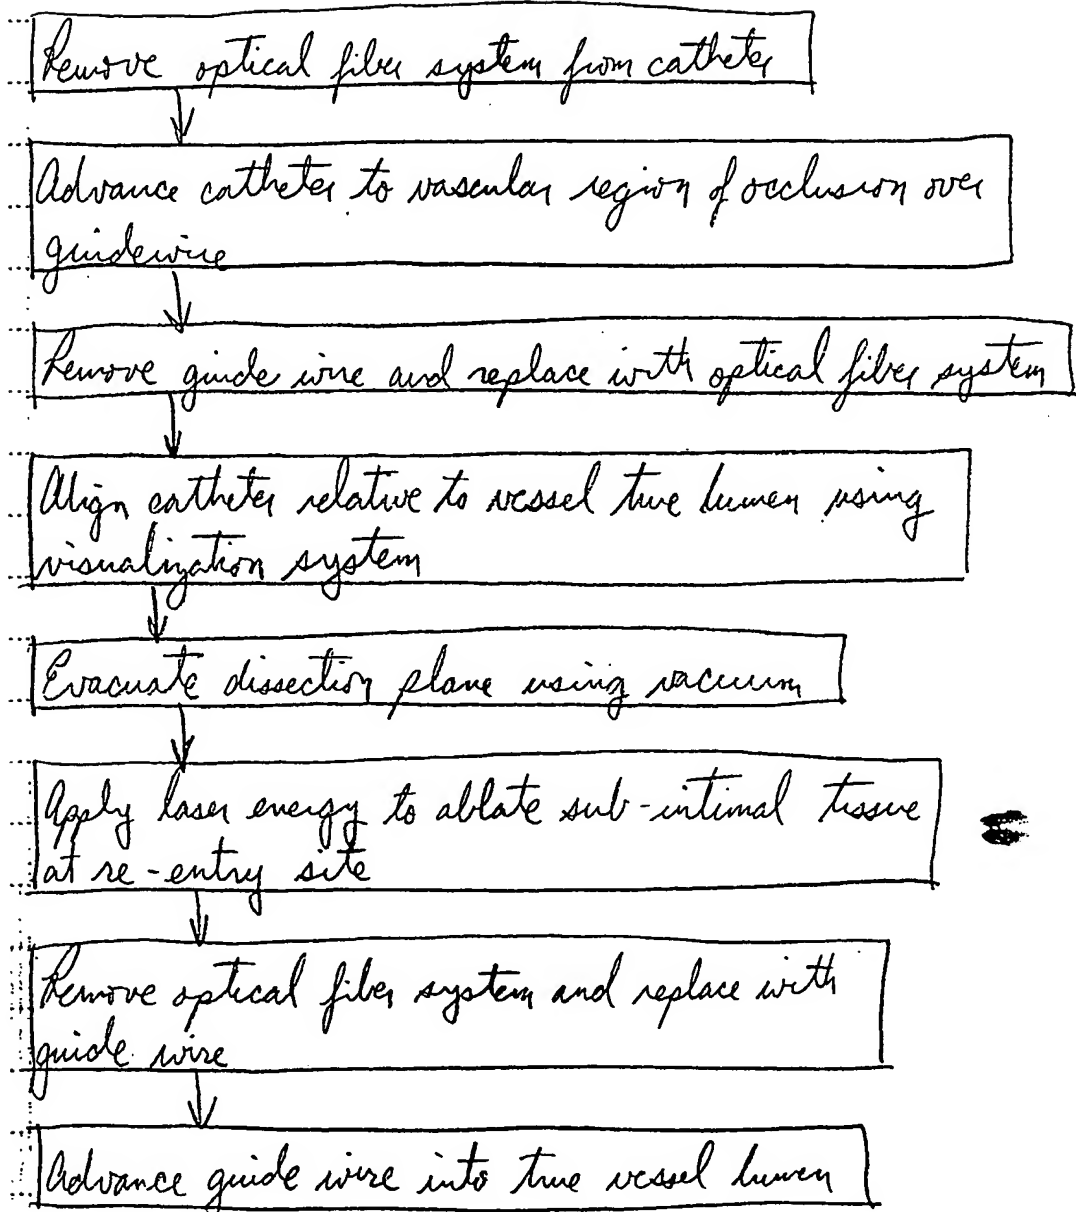 Remove optical fiber system from catheter
Advance catheter to vascular region of occlusion over
guidewire
Remove guide wire and replace with optical fiber system
Align catheter relative to vessel true lumen using
visualization system
Evacuate dissection plane using vacuum
Apply laser energy to ablate sub-intimal tissue
at re-entry site
Remove optical fiber system and replace with
guide wire
Advance guide wire into true vessel lumen